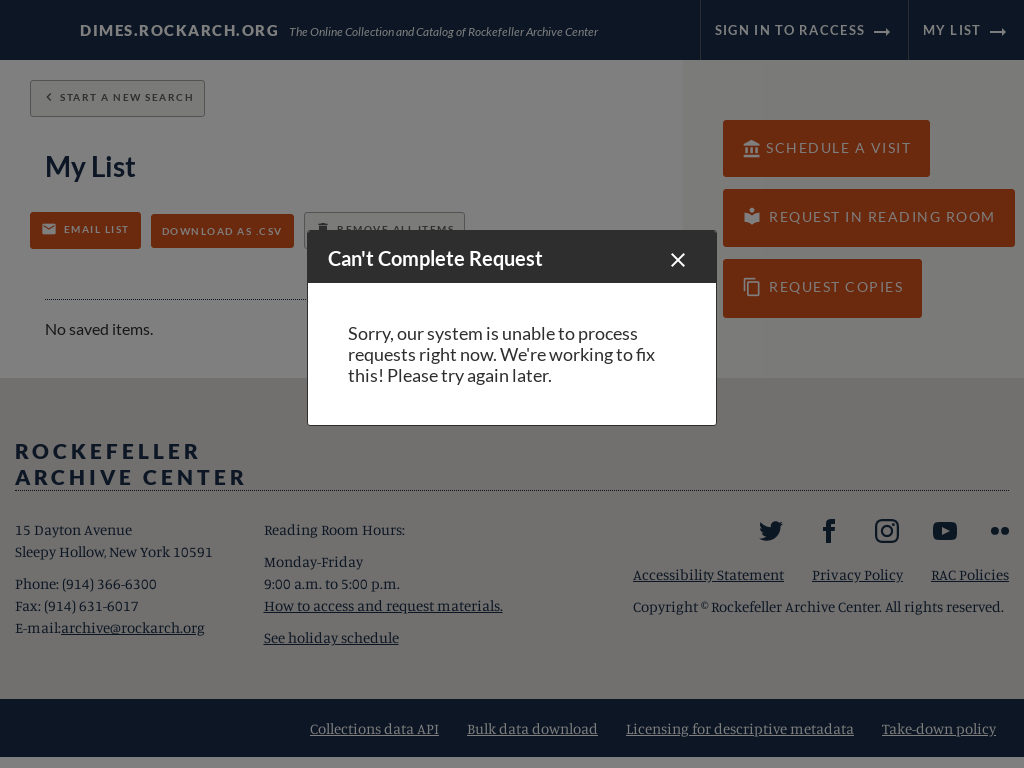 DIMES.ROCKARCH.ORG The Online Collection and Catalog of Rockefeller Archive Center SIGN IN TO RACCESS MY LIST
START A NEW SEARCH
My List
SCHEDULE A VISIT
REQUEST IN READING ROOM
REQUEST COPIES
EMAIL LIST DOWNLOAD AS .CSV REMOVE ALL ITEMS
No saved items.
Can't Complete Request
Sorry, our system is unable to process
requests right now. We're working to fix
this! Please try again later.
ROCKEFELLER
ARCHIVE CENTER
15 Dayton Avenue
Sleepy Hollow, New York 10591
Phone: (914) 366-6300
Fax: (914) 631-6017
E-mail:archive@rockarch.org
Reading Room Hours:
Monday-Friday
9:00 a.m. to 5:00 p.m.
How to access and request materials.
See holiday schedule
Accessibility Statement Privacy Policy RAC Policies
Copyright © Rockefeller Archive Center. All rights reserved.
Collections data API Bulk data download Licensing for descriptive metadata Take-down policy